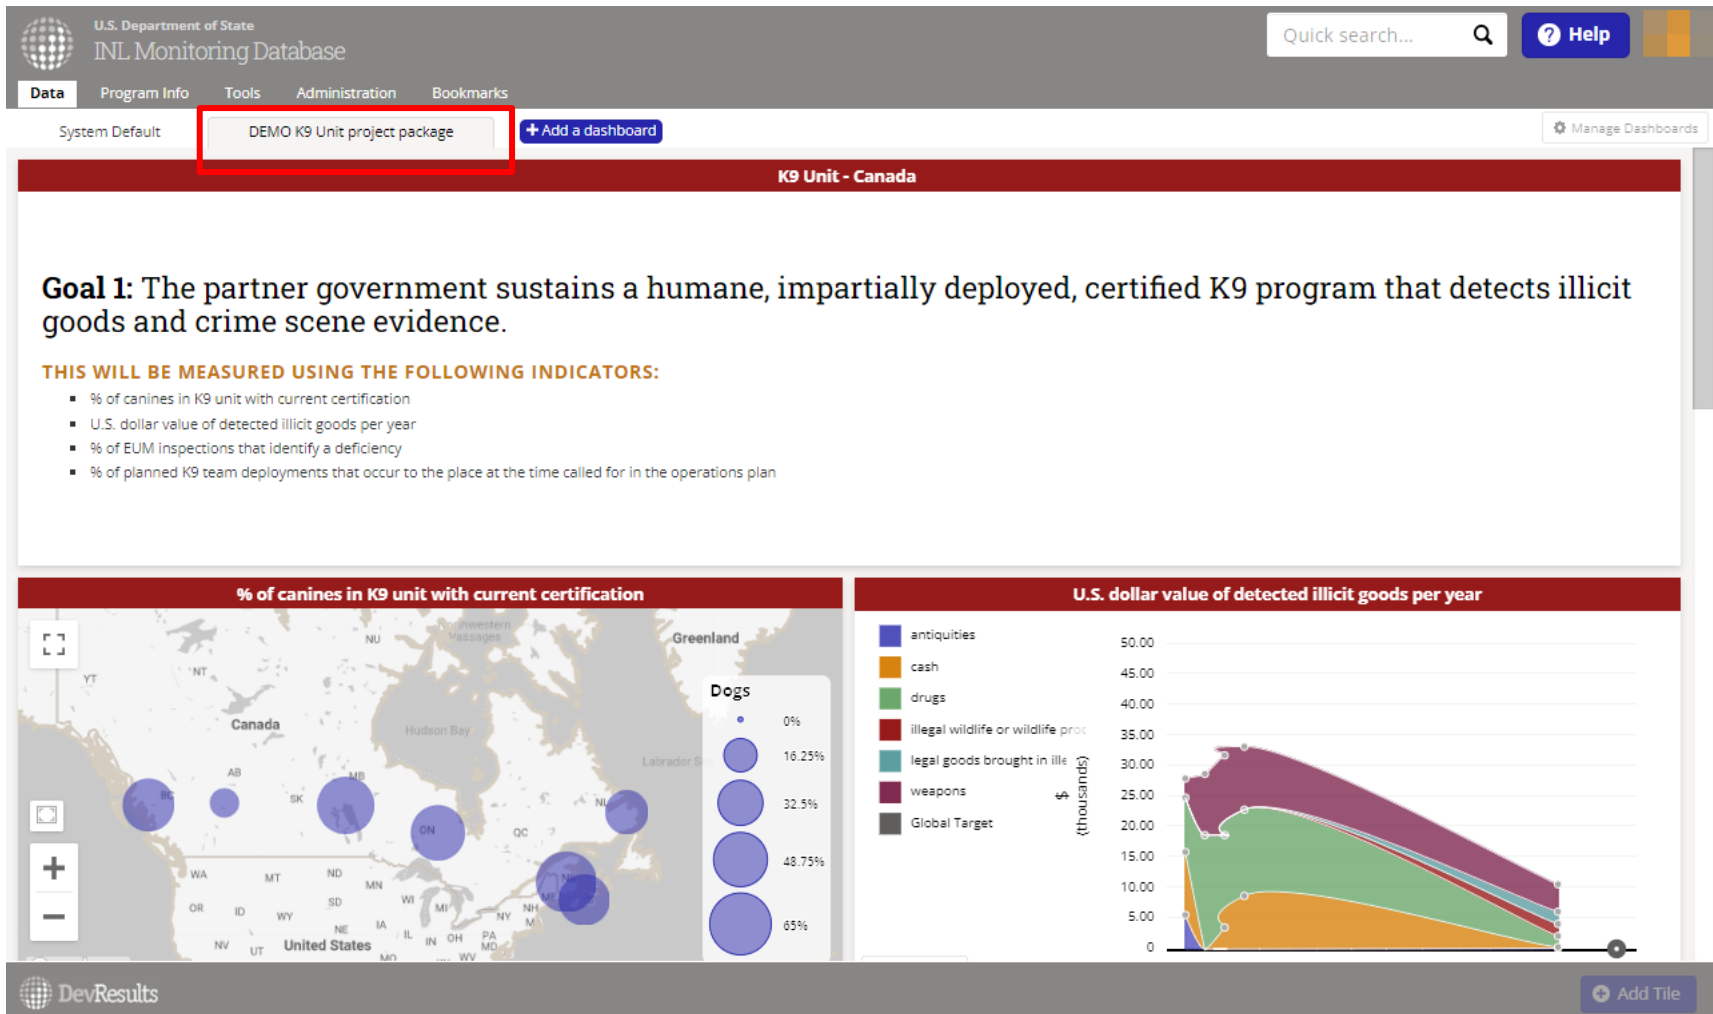 U.S. Department of State
INL Monitoring Database
Quick search...
Help
Data Program Info Tools Administration Bookmarks
System Default
DEMO K9 Unit project package
Add a dashboard
Manage Dashboards
K9 Unit - Canada
Goal 1: The partner government sustains a humane, impartially deployed, certified K9 program that detects illicit
goods and crime scene evidence.
THIS WILL BE MEASURED USING THE FOLLOWING INDICATORS:
% of canines in K9 unit with current certification
U.S. dollar value of detected illicit goods per year
% of EUM inspections that identify a deficiency
% of planned K9 team deployments that occur to the place at the time called for in the operations plan
% of canines in K9 unit with current certification
Passages
NU
Greenland
NT
YT
Canada
Hudson Bay
Labrador
AB
MB
BC
SK
ON
QC
NL
WA
MT
ND
MN
OR
ID
WY
SD
WI
MI
NY
NH
ME
NE
IA
IL
IN
OH
PA
MD
NV
UT
United States
MO
WV
Dogs
0%
16.25%
32.5%
48.75%
65%
U.S. dollar value of detected illicit goods per year
antiquities
cash
drugs
illegal wildlife or wildlife proc
legal goods brought in ille
weapons
Global Target
$
(thousands)
50.00
45.00
40.00
35.00
30.00
25.00
20.00
15.00
10.00
5.00
0
DevResults
Add Tile